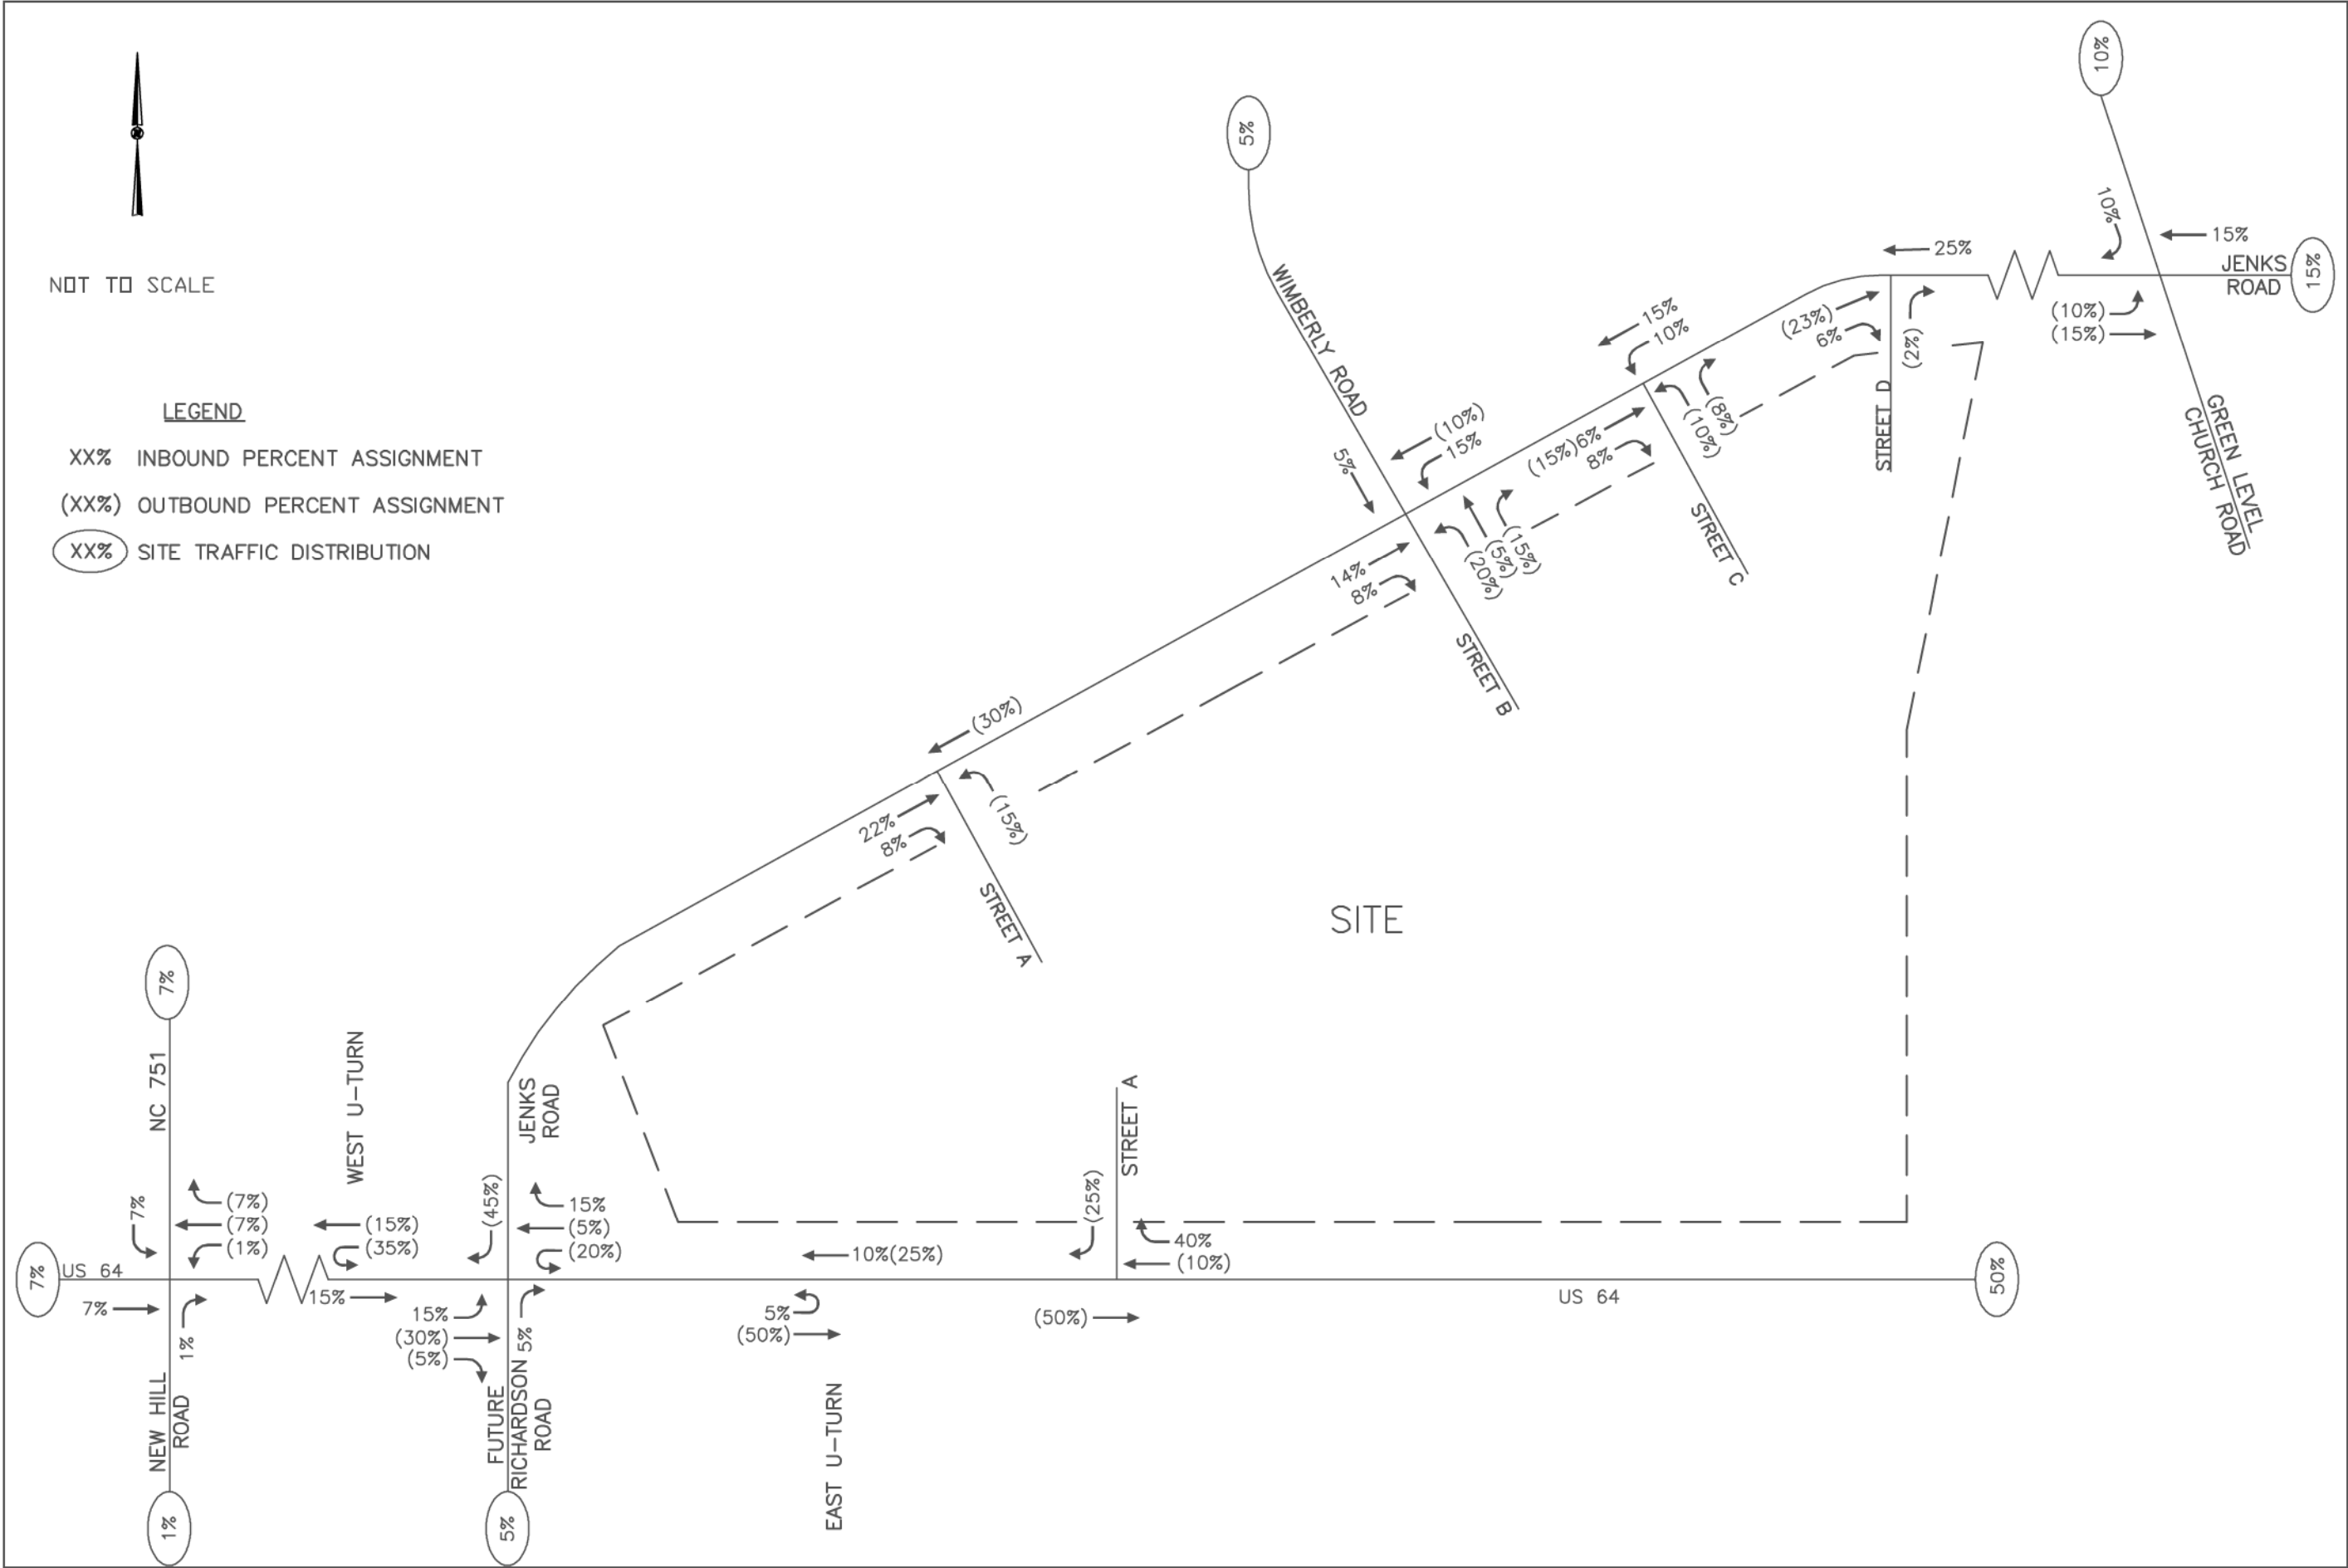 10%
5%
10%
15%
25%
JENKS
ROAD
15%
(10%)
(15%)
NOT TO SCALE
WIMBERLY ROAD
15%
10%
(23%)
6%
(2%)
STREET D
GREEN LEVEL
CHURCH ROAD
LEGEND
XX% INBOUND PERCENT ASSIGNMENT
(XX%) OUTBOUND PERCENT ASSIGNMENT
XX% SITE TRAFFIC DISTRIBUTION
(10%)
15%
5%
(15%)6%
8%
(8%)
(10%)
STREET C
14%
8%
(15%)
(5%)
(20%)
STREET B
(30%)
22%
8%
(15%)
STREET A
SITE
7%
NC 751
WEST U-TURN
JENKS
ROAD
STREET A
7%
(7%)
(7%)
(1%)
(15%)
(35%)
(45%)
15%
(5%)
(20%)
10%(25%)
(25%)
40%
(10%)
7%
US 64
7%
15%
1%
15%
(30%)
(5%)
5%
5%
(50%)
(50%)
US 64
50%
NEW HILL
ROAD
FUTURE
RICHARDSON
ROAD
EAST U-TURN
1%
5%